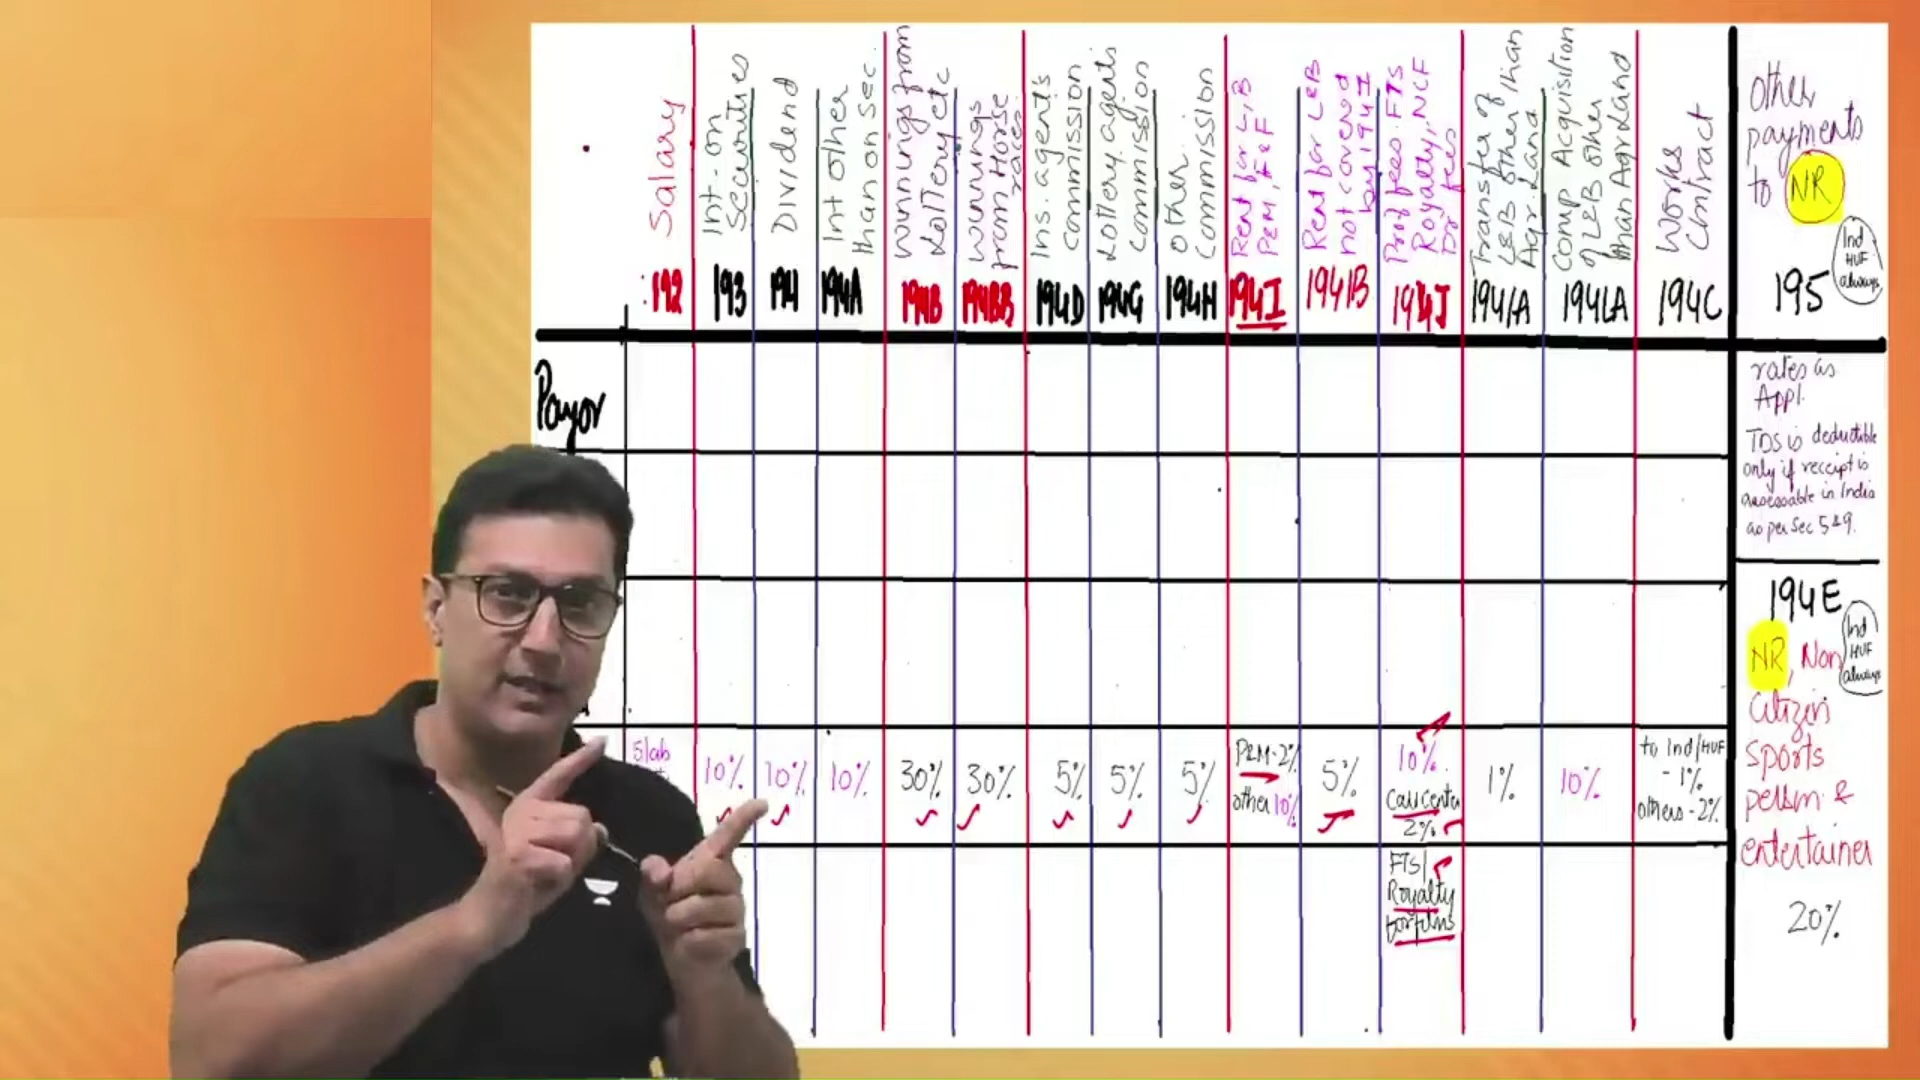 Salary
192
Int- on
Securities
193
Dividend
194
Int other
than on sec.
194A
Winnings from
Lottery etc
194B
Winnings
from Horse
races
194BB
Ins. agent's
commission
194D
Lottery agents
commission
194G
Other
Commission
194H
Rent for L,B
P&M, F&F
194I
Rent for L&B
not covered
by 194I
194IB
Prof fees. FTS
Royalty, NCF
Dir fees
194J
Transfer of
L&B other than
Agr. Land
194IA
Comp Acquisition
of L&B other
than Agr Land
194LA
Works
Contract
194C
Other
payments
to NR
Ind
HUF
always
195
Payor
rates as
Appl.
TDS is deductible
only if receipt is
assessable in India
as per Sec 5&9.
194E
NR, Non
Ind
HUF
always
Citizen
sports
person &
entertainer
20%
Slab
10%
10%
10%
30%
30%
5%
5%
5%
P&M-2%
other 10%
5%
10%
Call center
2%
1%
10%
to Ind/HUF
- 1%
others - 2%
FTS/
Royalty
for films